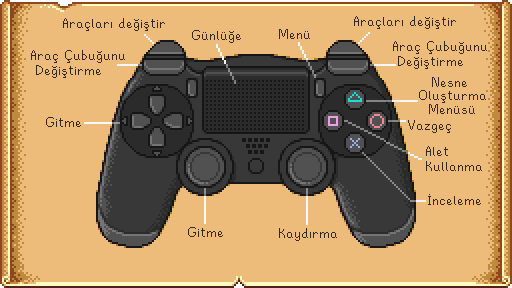 Araçları değiştir
Günlüğe
Menü
Araçları değiştir
Araç Çubuğunu
Değiştirme
Araç Çubuğunu
Değiştirme
Nesne
Oluşturma
Menüsü
Gitme
Vazgeç
Alet
Kullanma
İnceleme
Gitme
Kaydırma